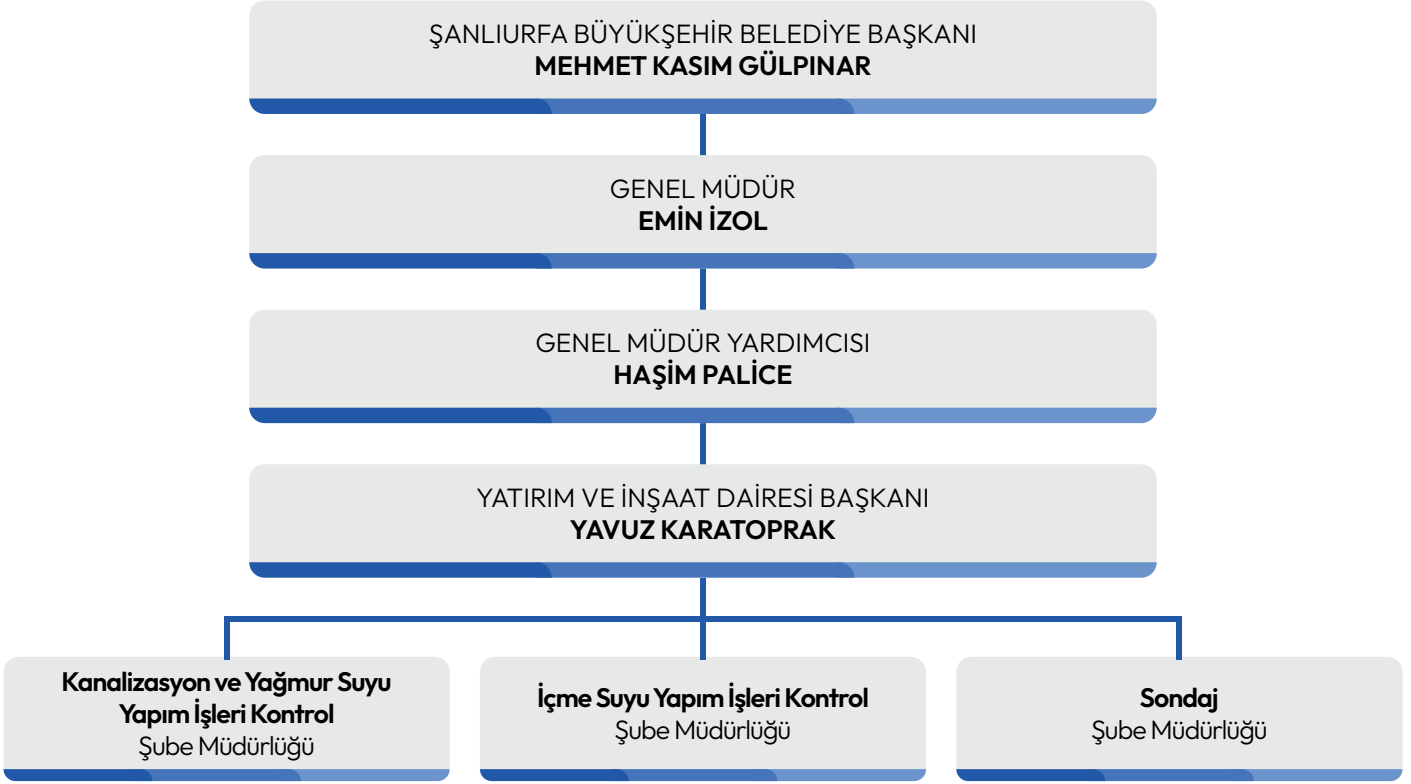 ŞANLIURFA BÜYÜKŞEHİR BELEDİYE BAŞKANI
MEHMET KASIM GÜLPINAR
GENEL MÜDÜR
EMİN İZOL
GENEL MÜDÜR YARDIMCISI
HAŞİM PALİCE
YATIRIM VE İNŞAAT DAİRESİ BAŞKANI
YAVUZ KARATOPRAK
Kanalizasyon ve Yağmur Suyu
Yapım İşleri Kontrol
Şube Müdürlüğü
İçme Suyu Yapım İşleri Kontrol
Şube Müdürlüğü
Sondaj
Şube Müdürlüğü